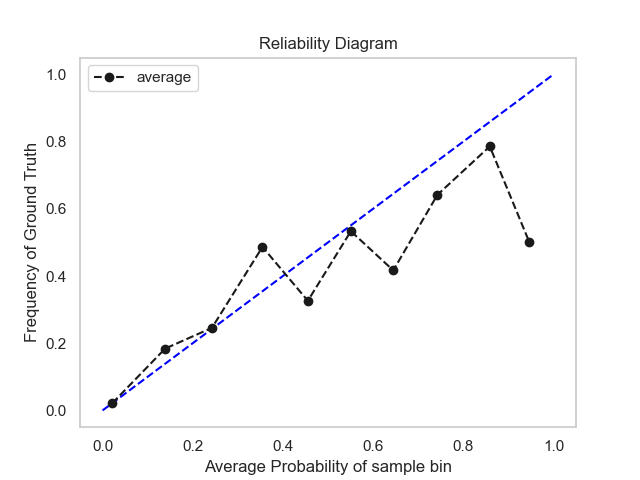 Reliability Diagram
average
Frequency of Ground Truth
1.0
0.8
0.6
0.4
0.2
0.0
0.0 0.2 0.4 0.6 0.8 1.0
Average Probability of sample bin